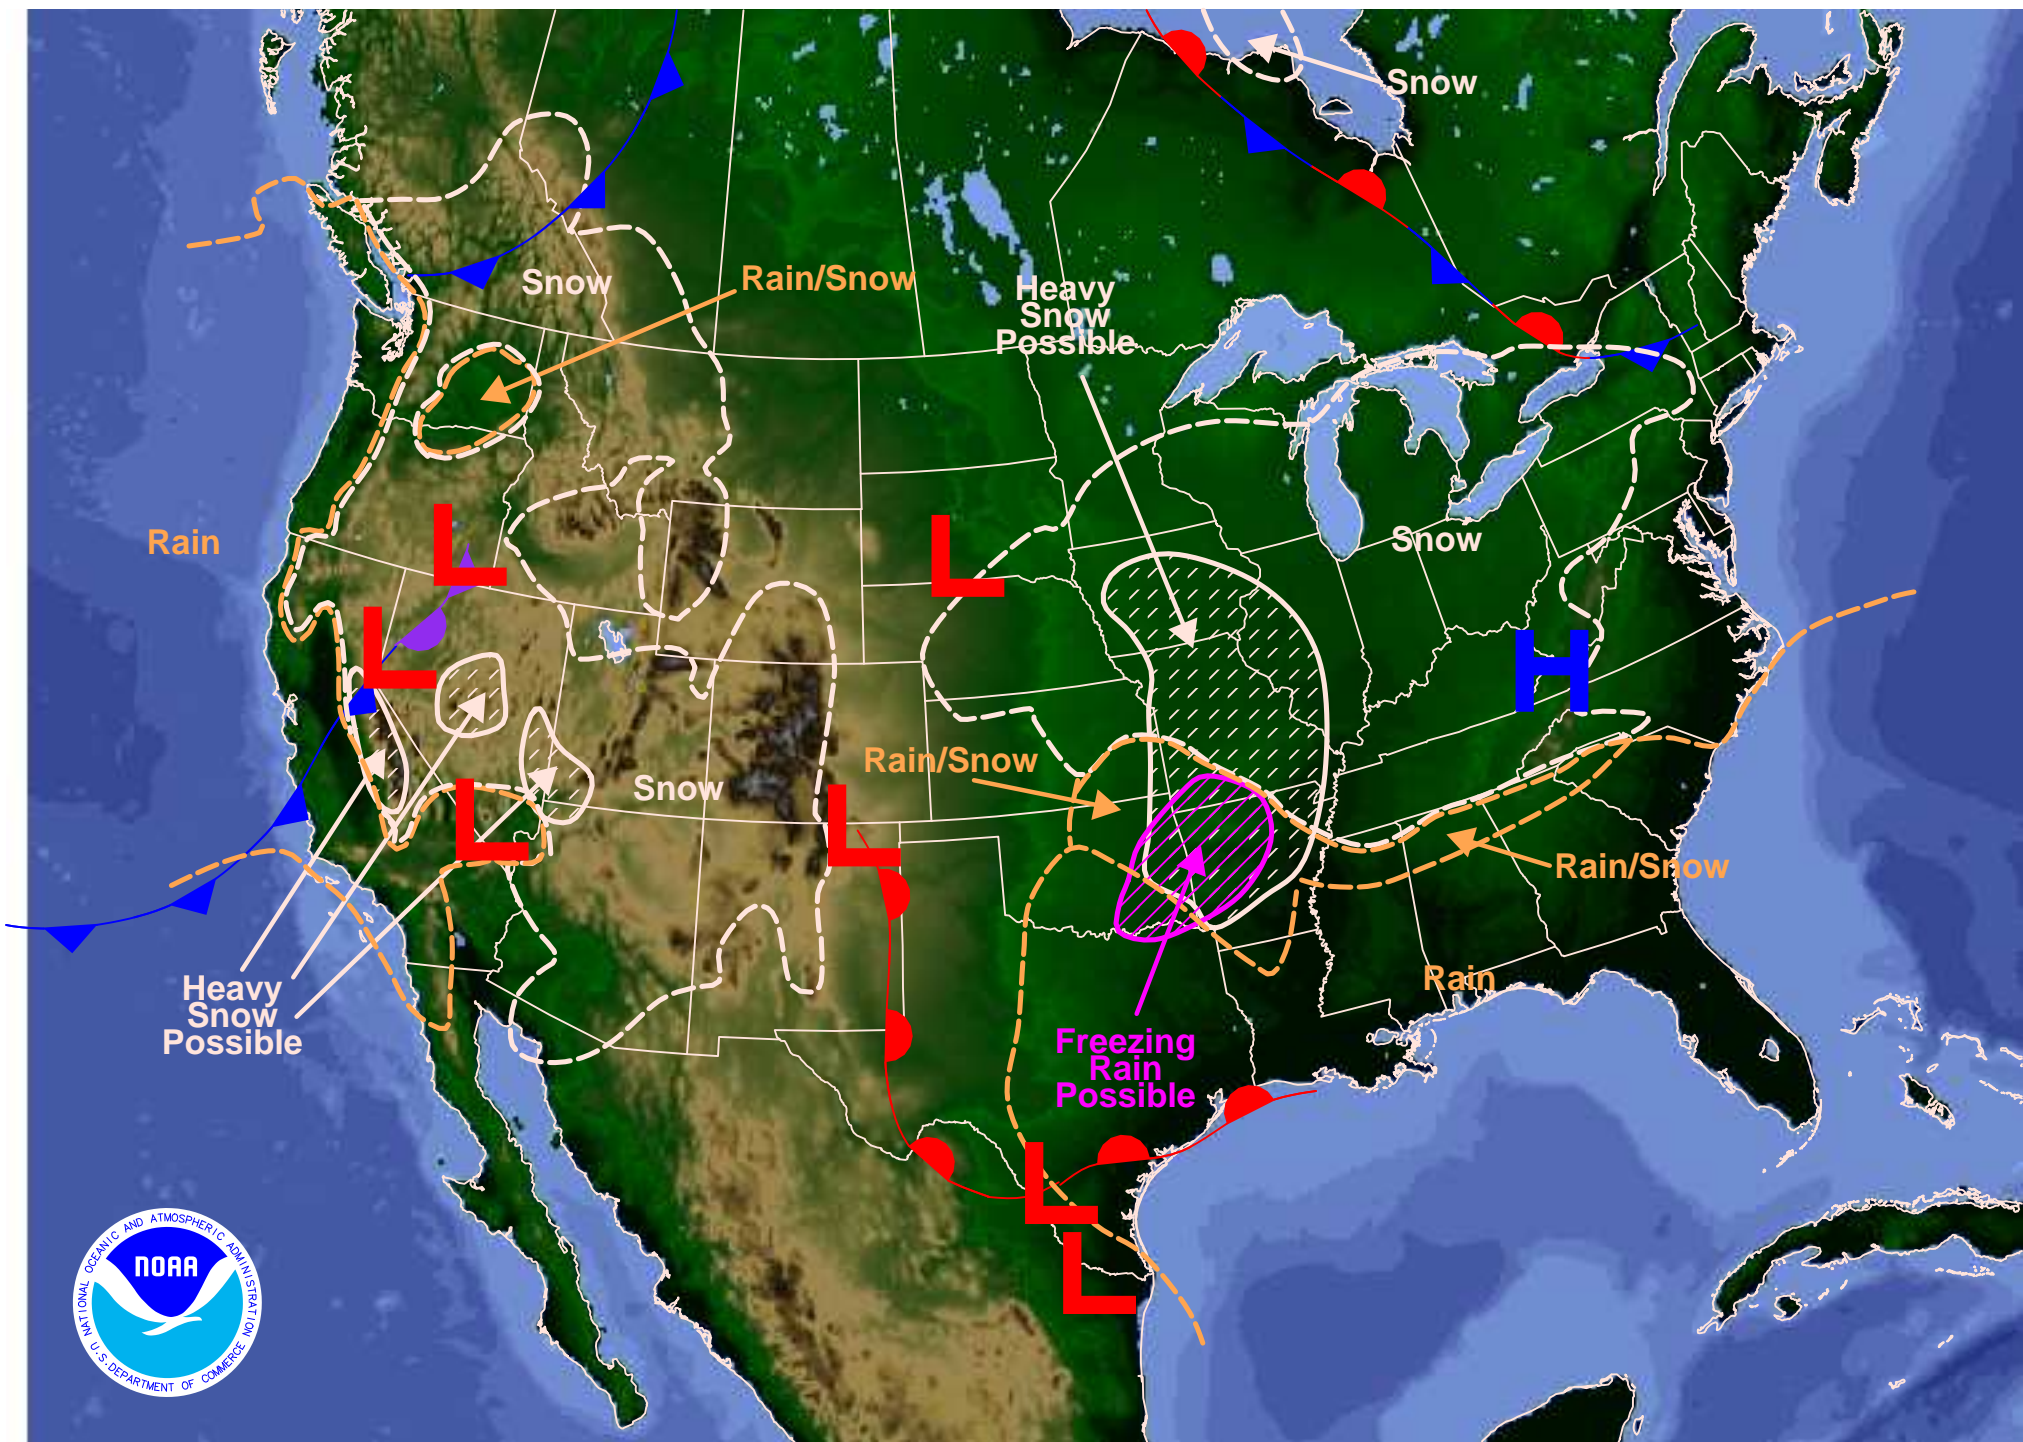 Snow
Snow
Rain/Snow
Heavy
Snow
Possible
Rain
L
L
Snow
L
H
Rain/Snow
Snow
L
L
Rain/Snow
Heavy
Snow
Possible
Rain
Freezing
Rain
Possible
L
L
NATIONAL OCEANIC AND ATMOSPHERIC ADMINISTRATION
NOAA
U.S. DEPARTMENT OF COMMERCE